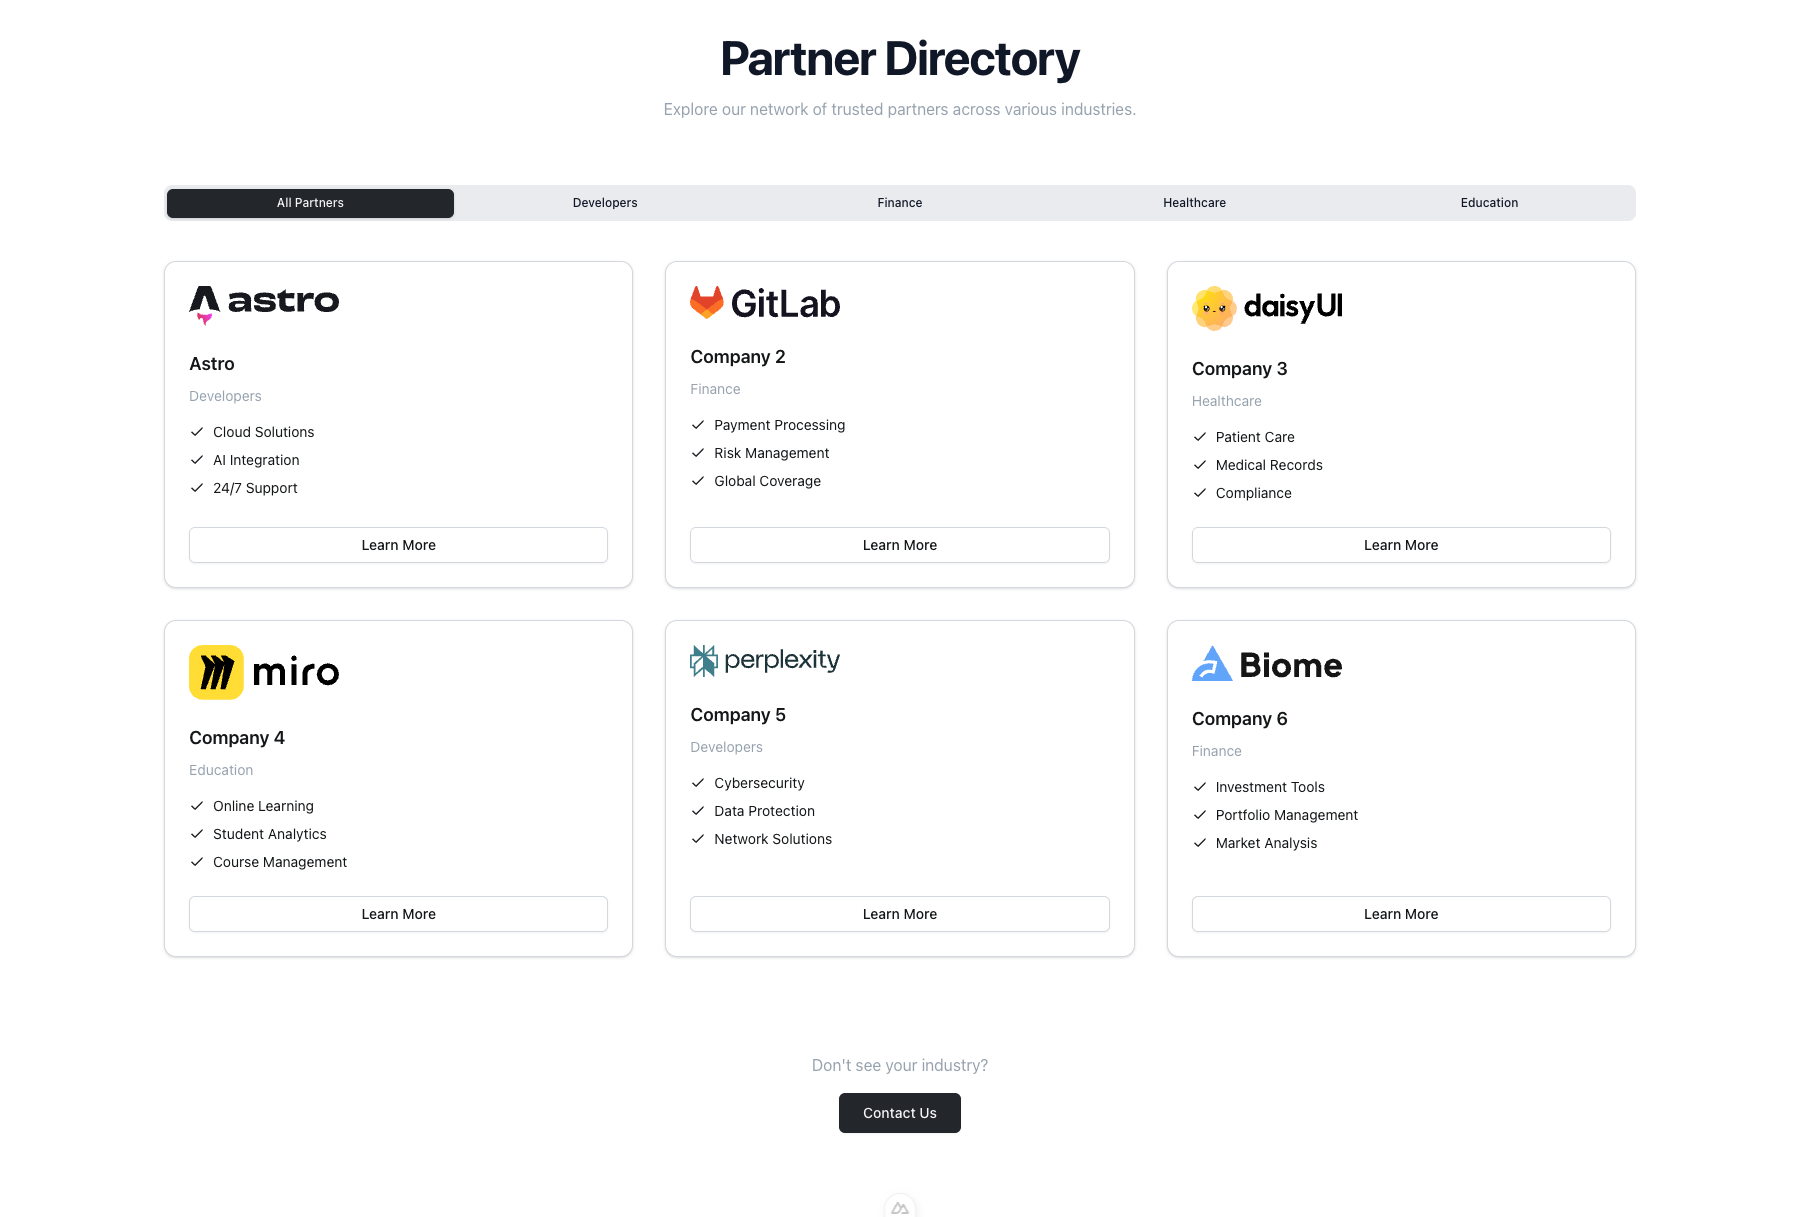 Partner Directory
Explore our network of trusted partners across various industries.
All Partners
Developers
Finance
Healthcare
Education
astro
Astro
Developers
Cloud Solutions
AI Integration
24/7 Support
Learn More
GitLab
Company 2
Finance
Payment Processing
Risk Management
Global Coverage
Learn More
daisyUI
Company 3
Healthcare
Patient Care
Medical Records
Compliance
Learn More
miro
Company 4
Education
Online Learning
Student Analytics
Course Management
Learn More
perplexity
Company 5
Developers
Cybersecurity
Data Protection
Network Solutions
Learn More
Biome
Company 6
Finance
Investment Tools
Portfolio Management
Market Analysis
Learn More
Don't see your industry?
Contact Us